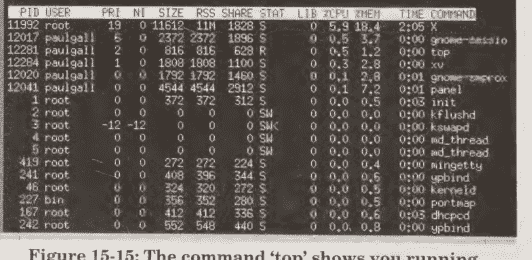 PID USER PRI NI SIZE RSS SHARE STAT LIB %CPU %MEM TIME COMMAND
11992 root 19 0 11612 11M 1828 S 0 5.3 18.4 2:05 X
12017 paulgall 6 0 2372 2372 1896 S 0 0.5 3.7 0:00 gnome-sessio
12281 paulgall 2 0 816 816 628 R 0 0.5 1.2 0:00 top
12284 paulgall 1 0 1808 1808 1100 S 0 0.3 2.8 0:00 xv
12020 paulgall 0 0 1792 1792 1460 S 0 0.1 2.8 0:01 gnome-smprox
12041 paulgall 0 0 4544 4544 2912 S 0 0.1 7.2 0:01 panel
1 root 0 0 372 372 312 S 0 0.0 0.5 0:03 init
2 root 0 0 0 0 0 SW 0 0.0 0.0 0:00 kflushd
3 root -12 -12 0 0 0 SW< 0 0.0 0.0 0:00 kswapd
4 root 0 0 0 0 0 SW 0 0.0 0.0 0:00 md_thread
5 root 0 0 0 0 0 SW 0 0.0 0.0 0:00 md_thread
419 root 0 0 272 272 224 S 0 0.0 0.4 0:00 mingetty
241 root 0 0 408 396 344 S 0 0.0 0.6 0:00 ypbind
46 root 0 0 324 320 272 S 0 0.0 0.5 0:00 kerneld
227 bin 0 0 356 352 280 S 0 0.0 0.5 0:00 portmap
167 root 0 0 412 412 336 S 0 0.0 0.6 0:03 dhcpcd
242 root 0 0 552 548 440 S 0 0.0 0.8 0:00 ypbind
Figure 15-15: The command 'top' shows you running